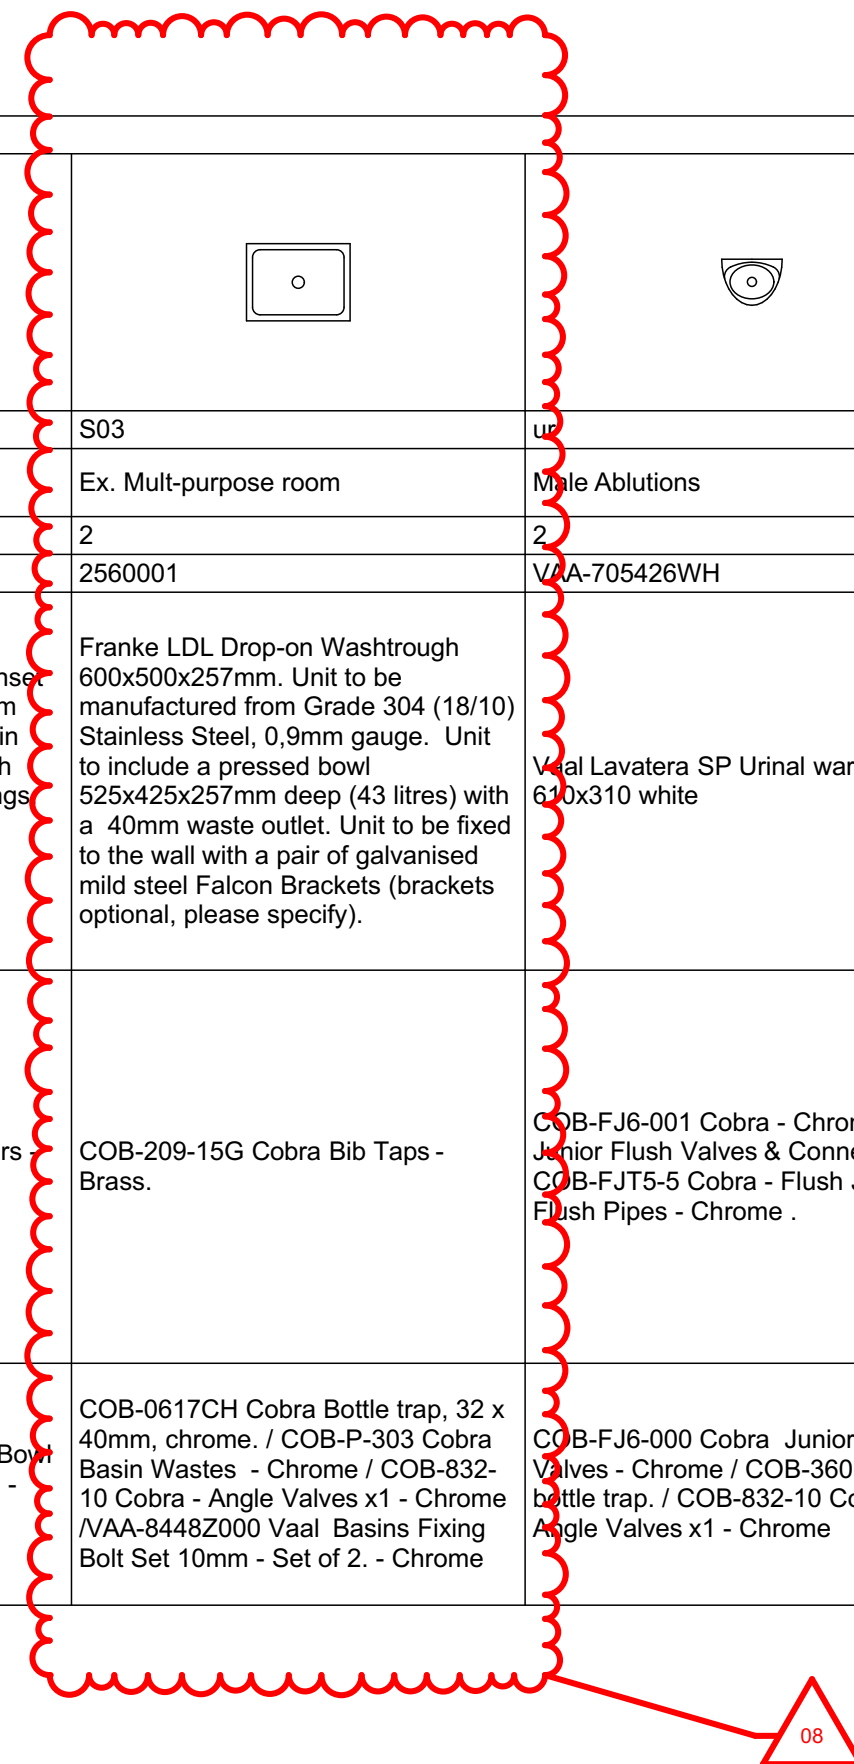 S03
Ex. Mult-purpose room
2
2560001
Franke LDL Drop-on Washtrough
600x500x257mm. Unit to be
manufactured from Grade 304 (18/10)
Stainless Steel, 0,9mm gauge.  Unit
to include a pressed bowl
525x425x257mm deep (43 litres) with
a  40mm waste outlet. Unit to be fixed
to the wall with a pair of galvanised
mild steel Falcon Brackets (brackets
optional, please specify).
COB-209-15G Cobra Bib Taps -
Brass.
COB-0617CH Cobra Bottle trap, 32 x
40mm, chrome. / COB-P-303 Cobra
Basin Wastes  - Chrome / COB-832-
10 Cobra - Angle Valves x1 - Chrome
/VAA-8448Z000 Vaal  Basins Fixing
Bolt Set 10mm - Set of 2. - Chrome
ur
Male Ablutions
2
VAA-705426WH
Vaal Lavatera SP Urinal war
610x310 white
COB-FJ6-001 Cobra - Chro
Junior Flush Valves & Conne
COB-FJT5-5 Cobra - Flush
Flush Pipes - Chrome .
COB-FJ6-000 Cobra  Junior
Valves - Chrome / COB-360
bottle trap. / COB-832-10 Co
Angle Valves x1 - Chrome
in
Bowl
-
08